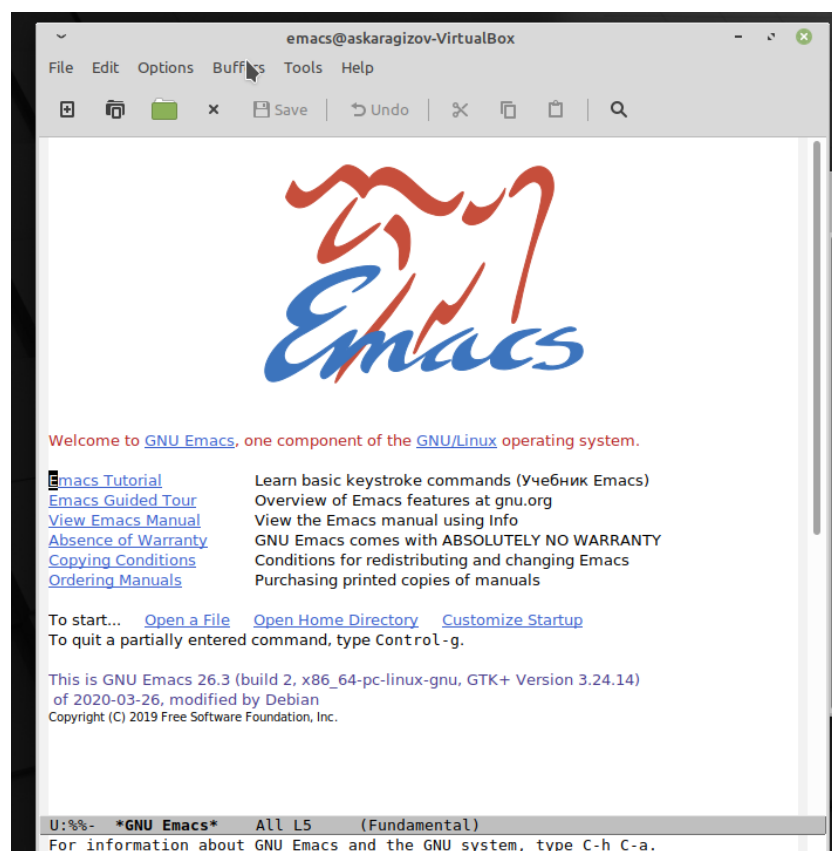 emacs@askaragizov-VirtualBox
File Edit Options Buffers Tools Help
Save Undo
Emacs
Welcome to GNU Emacs, one component of the GNU/Linux operating system.
Emacs Tutorial Learn basic keystroke commands (Учебник Emacs)
Emacs Guided Tour Overview of Emacs features at gnu.org
View Emacs Manual View the Emacs manual using Info
Absence of Warranty GNU Emacs comes with ABSOLUTELY NO WARRANTY
Copying Conditions Conditions for redistributing and changing Emacs
Ordering Manuals Purchasing printed copies of manuals
To start... Open a File Open Home Directory Customize Startup
To quit a partially entered command, type Control-g.
This is GNU Emacs 26.3 (build 2, x86_64-pc-linux-gnu, GTK+ Version 3.24.14)
of 2020-03-26, modified by Debian
Copyright (C) 2019 Free Software Foundation, Inc.
U:%%- *GNU Emacs* All L5 (Fundamental)
For information about GNU Emacs and the GNU system, type C-h C-a.